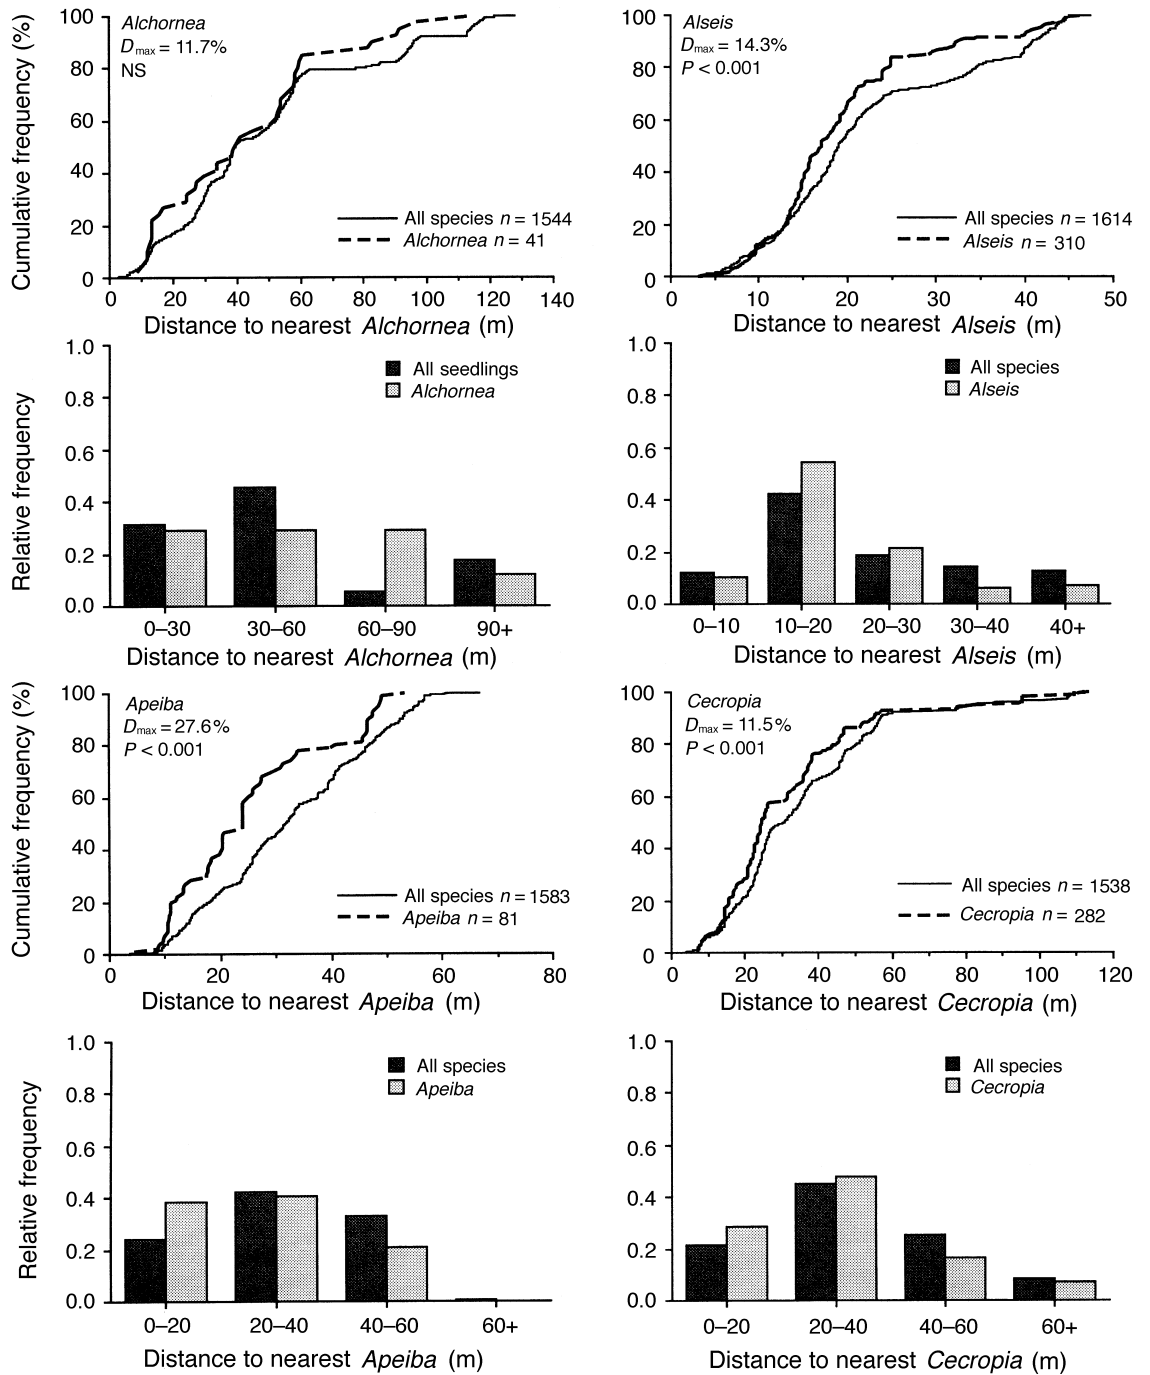 Cumulative frequency (%)
100
80
60
40
20
0
Alchornea
Dmax = 11.7%
NS
All species n = 1544
Alchornea n = 41
0 20 40 60 80 100 120 140
Distance to nearest Alchornea (m)
100
80
60
40
20
0
Alseis
Dmax = 14.3%
P < 0.001
All species n = 1614
Alseis n = 310
0 10 20 30 40 50
Distance to nearest Alseis (m)
Relative frequency
1.0
0.8
0.6
0.4
0.2
0.0
All seedlings
Alchornea
0–30 30–60 60–90 90+
Distance to nearest Alchornea (m)
1.0
0.8
0.6
0.4
0.2
0.0
All species
Alseis
0–10 10–20 20–30 30–40 40+
Distance to nearest Alseis (m)
Cumulative frequency (%)
100
80
60
40
20
0
Apeiba
Dmax = 27.6%
P < 0.001
All species n = 1583
Apeiba n = 81
0 20 40 60 80
Distance to nearest Apeiba (m)
100
80
60
40
20
0
Cecropia
Dmax = 11.5%
P < 0.001
All species n = 1538
Cecropia n = 282
0 20 40 60 80 100 120
Distance to nearest Cecropia (m)
Relative frequency
1.0
0.8
0.6
0.4
0.2
0.0
All species
Apeiba
0–20 20–40 40–60 60+
Distance to nearest Apeiba (m)
1.0
0.8
0.6
0.4
0.2
0.0
All species
Cecropia
0–20 20–40 40–60 60+
Distance to nearest Cecropia (m)